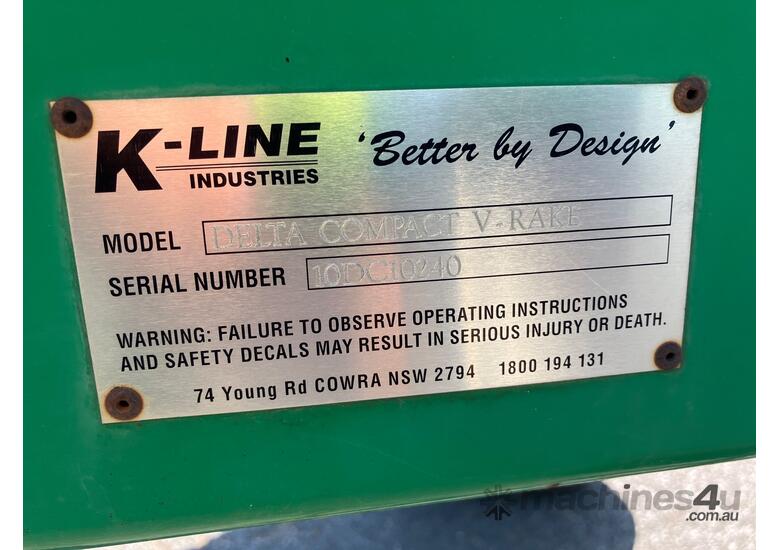 K-LINE
INDUSTRIES
'Better by Design'
MODEL DELTA COMPACT V-RAKE
SERIAL NUMBER 10DC10240
WARNING: FAILURE TO OBSERVE OPERATING INSTRUCTIONS
AND SAFETY DECALS MAY RESULT IN SERIOUS INJURY OR DEATH.
74 Young Rd COWRA NSW 2794 1800 194 131
machines4u
.com.au